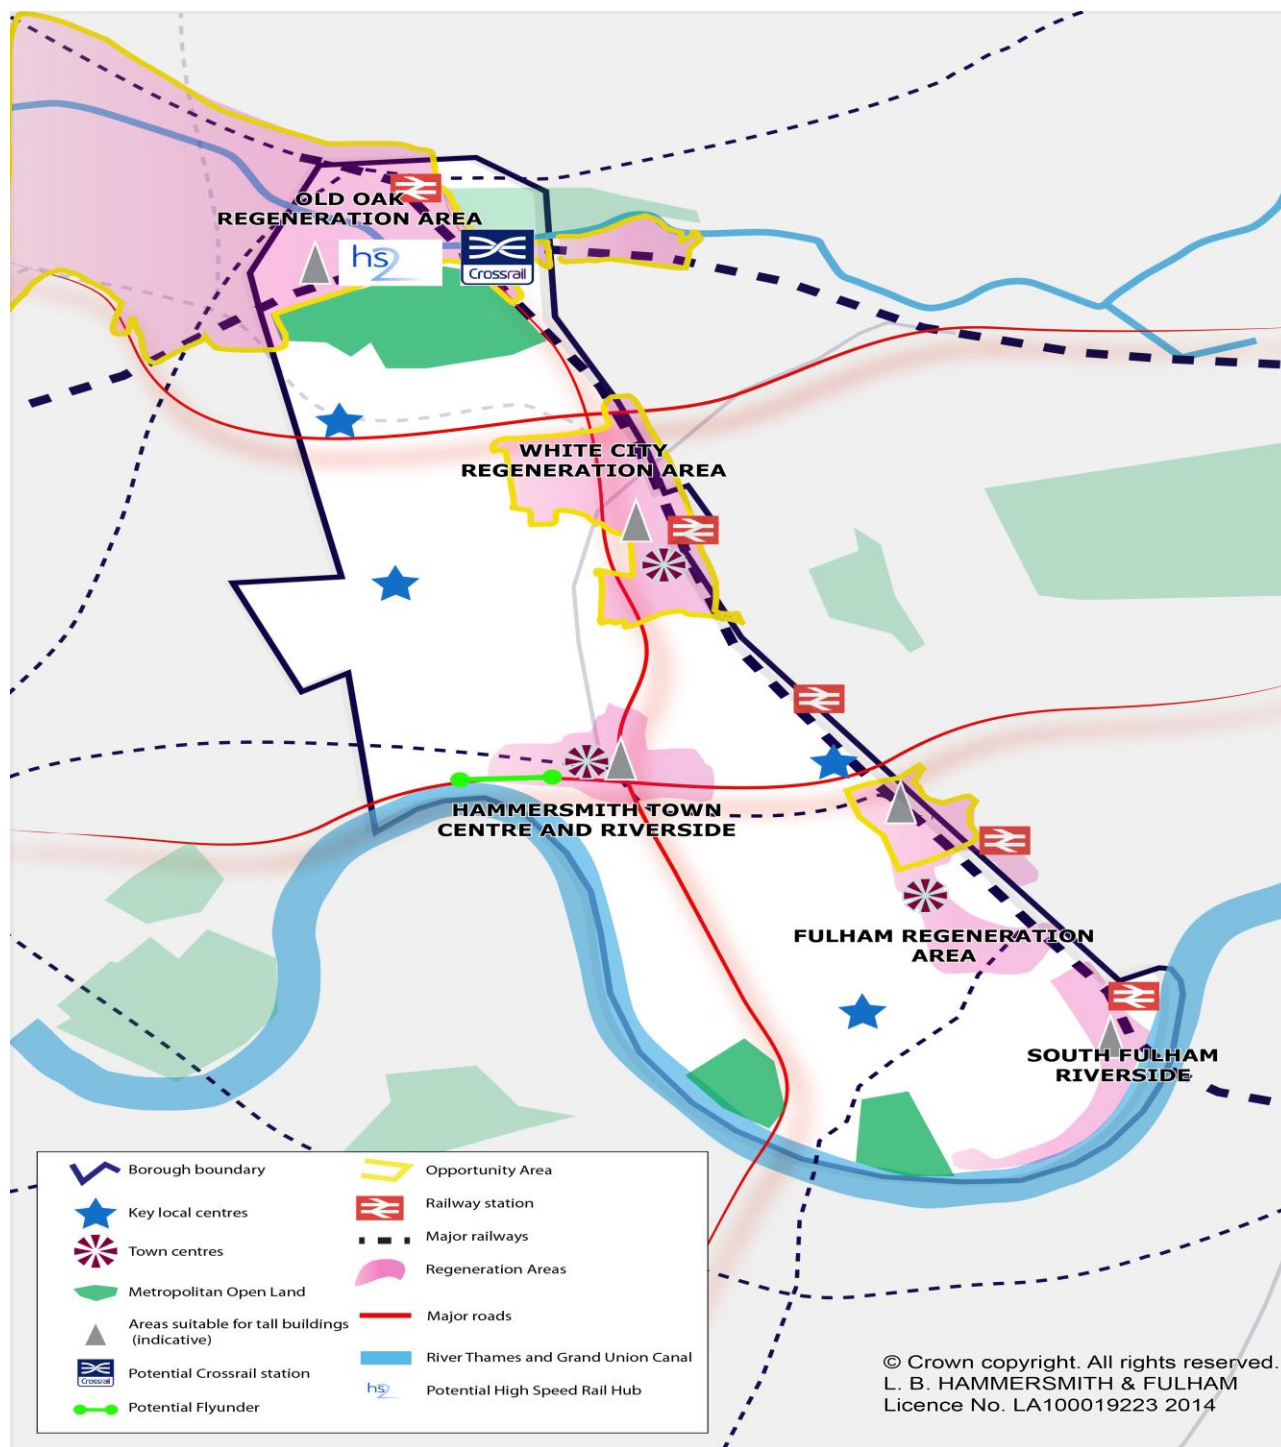 OLD OAK
REGENERATION AREA
hs2
Crossrail
WHITE CITY
REGENERATION AREA
HAMMERSMITH TOWN
CENTRE AND RIVERSIDE
FULHAM REGENERATION
AREA
SOUTH FULHAM
RIVERSIDE
Borough boundary
Key local centres
Town centres
Metropolitan Open Land
Areas suitable for tall buildings
(indicative)
Crossrail
Potential Crossrail station
Potential Flyunder
Opportunity Area
Railway station
Major railways
Regeneration Areas
Major roads
River Thames and Grand Union Canal
hs2
Potential High Speed Rail Hub
© Crown copyright. All rights reserved.
L. B. HAMMERSMITH & FULHAM
Licence No. LA100019223 2014